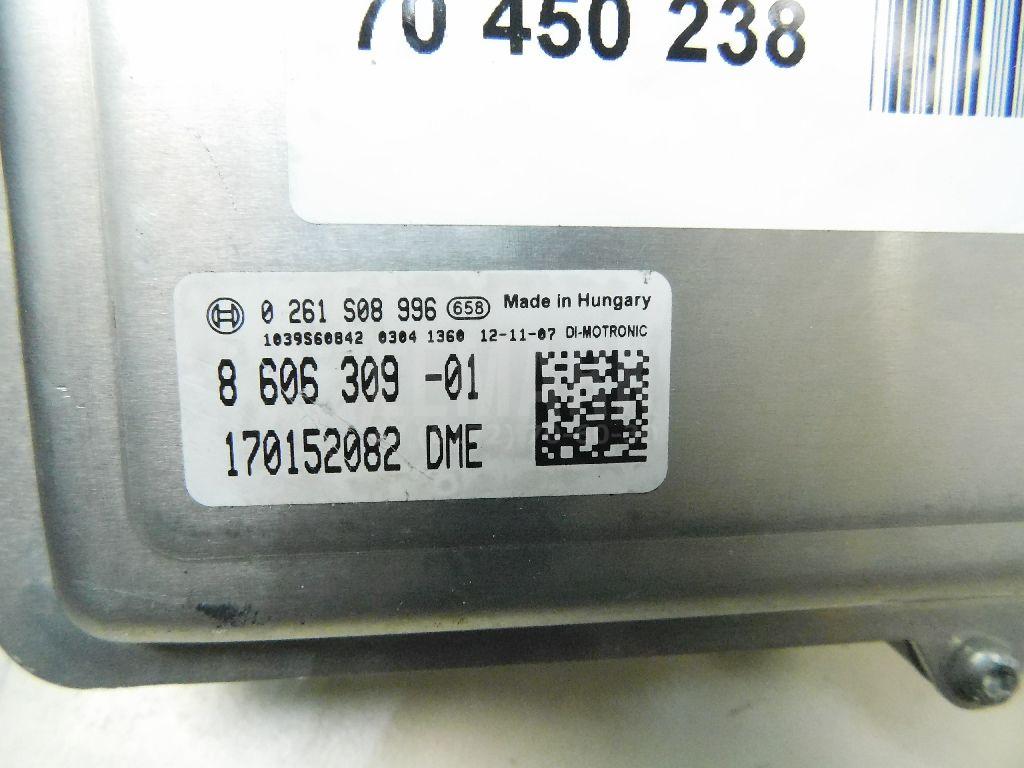 70 450 238
0 261 S08 996 658 Made in Hungary
1039S60842 0304 1360 12-11-07 DI-MOTRONIC
8 606 309 -01
170152082 DME